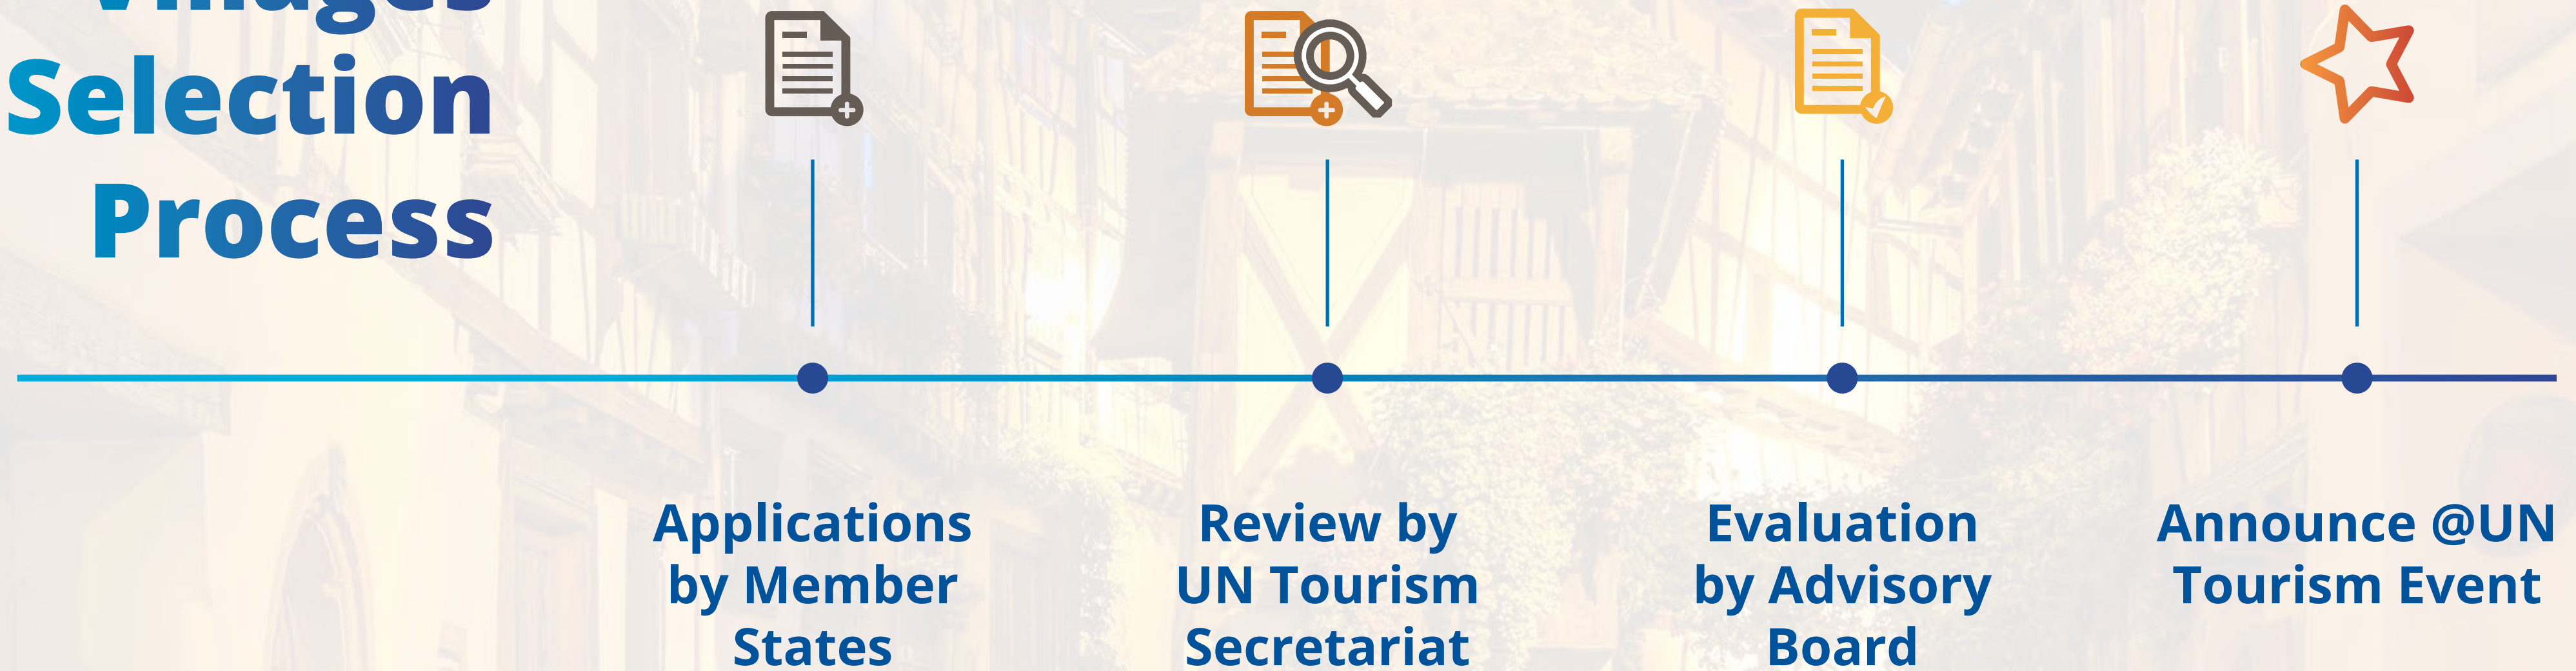 Villages
Selection
Process
Applications
by Member
States
Review by
UN Tourism
Secretariat
Evaluation
by Advisory
Board
Announce @UN
Tourism Event